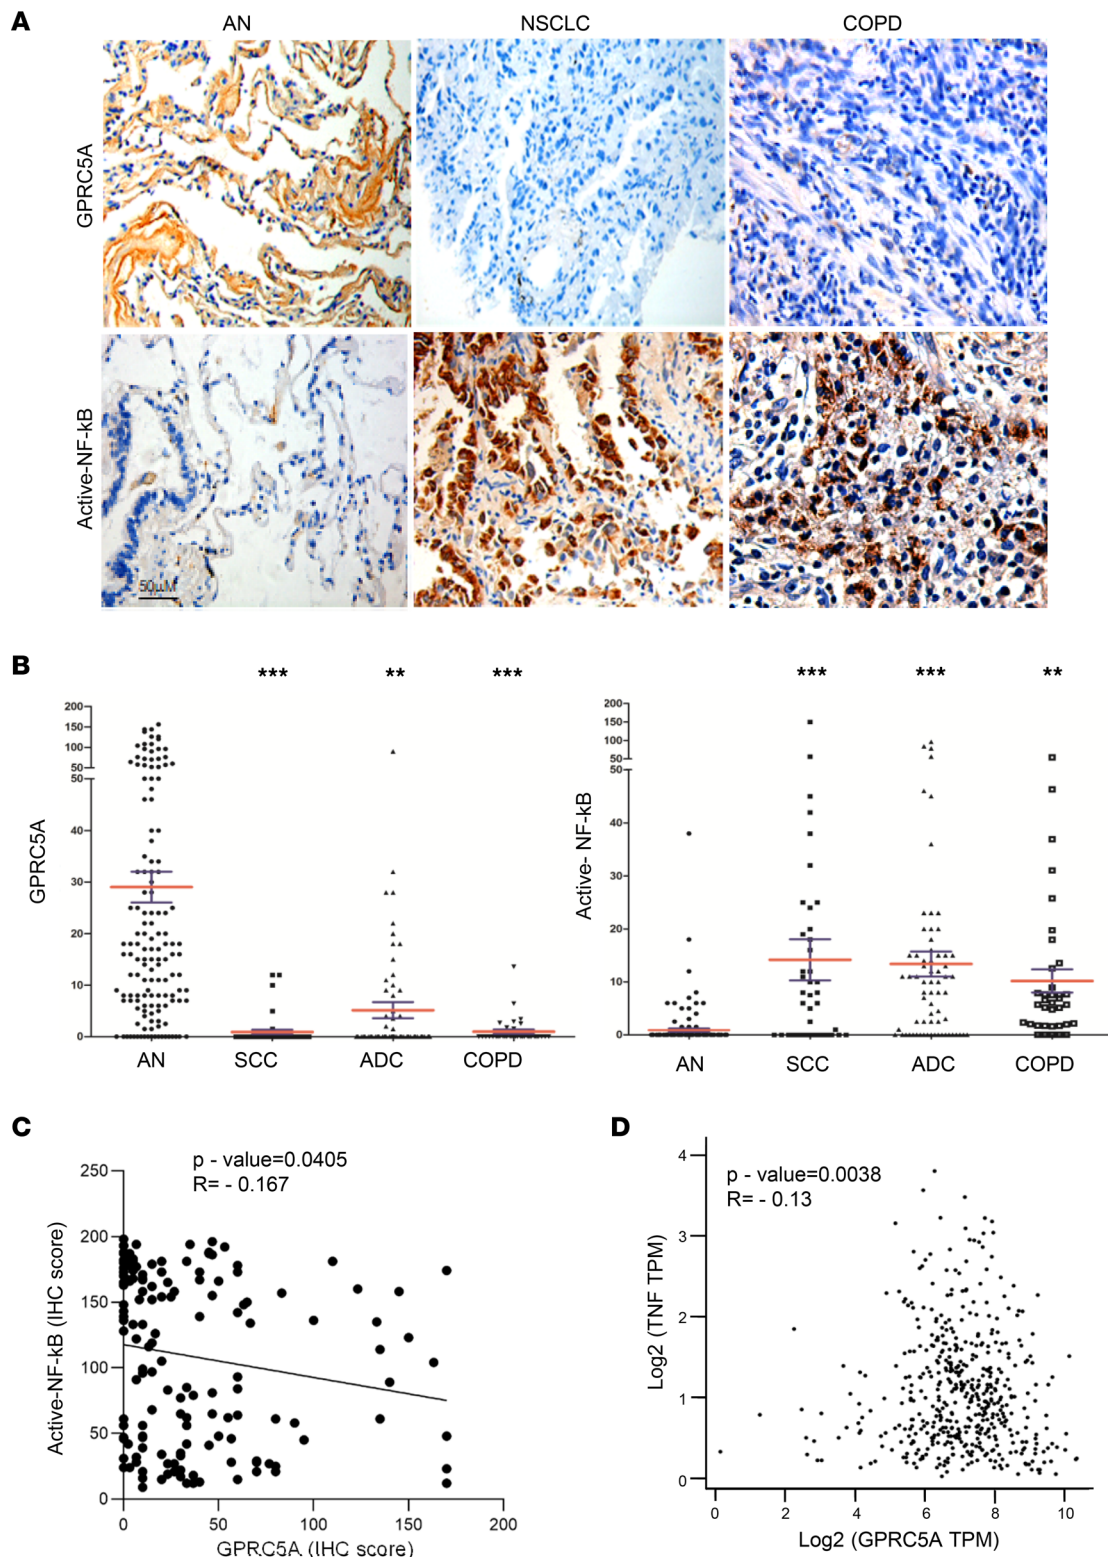 A
AN NSCLC COPD
GPRC5A
Active-NF-kB
50µM
B
*** ** ***
GPRC5A
200
150
100
50
50
40
30
20
10
0
AN SCC ADC COPD
*** *** **
Active- NF-kB
200
150
100
50
50
40
30
20
10
0
AN SCC ADC COPD
C
p - value=0.0405
R= - 0.167
Active-NF-kB (IHC score)
250
200
150
100
50
0
0 50 100 150 200
GPRC5A (IHC score)
D
p - value=0.0038
R= - 0.13
Log2 (TNF TPM)
4
3
2
1
0
0 2 4 6 8 10
Log2 (GPRC5A TPM)